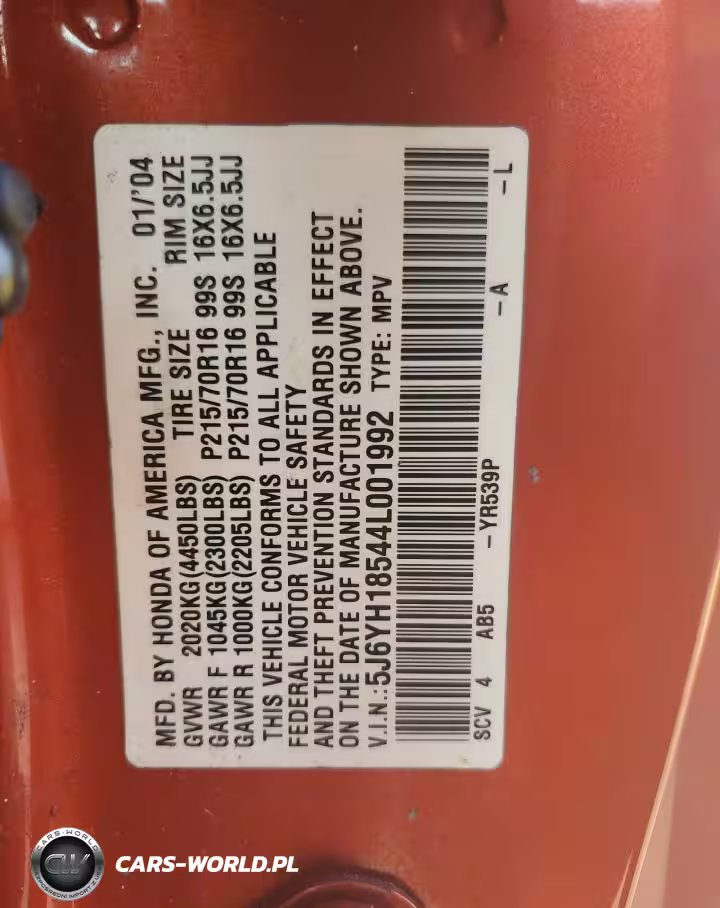 MFD. BY HONDA OF AMERICA MFG., INC. 01/'04
GVWR 2020KG(4450LBS) TIRE SIZE RIM SIZE
GAWR F 1045KG(2300LBS) P215/70R16 99S 16X6.5JJ
GAWR R 1000KG(2205LBS) P215/70R16 99S 16X6.5JJ
THIS VEHICLE CONFORMS TO ALL APPLICABLE
FEDERAL MOTOR VEHICLE SAFETY
AND THEFT PREVENTION STANDARDS IN EFFECT
ON THE DATE OF MANUFACTURE SHOWN ABOVE.
V.I.N.:5J6YH18544L001992 TYPE: MPV
SCV 4 AB5 -YR539P -A -L
CARS-WORLD
CW
CARS-WORLD.PL